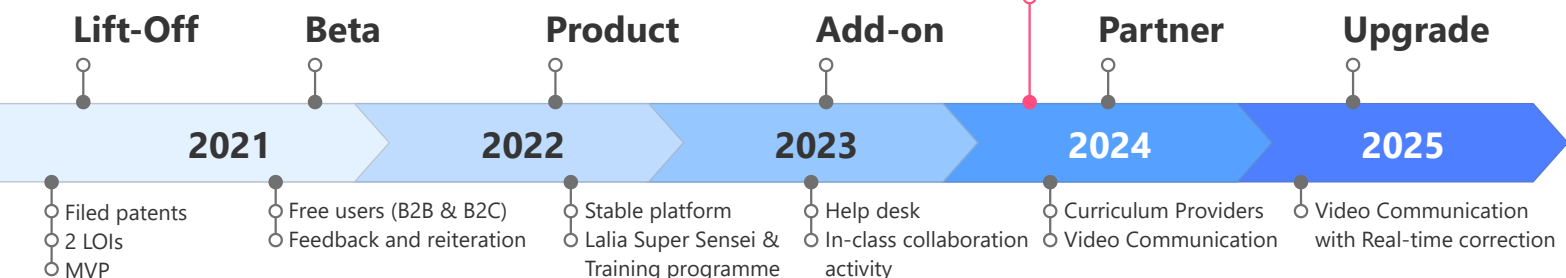 Lift-Off
Beta
Product
Add-on
Partner
Upgrade
2021
2022
2023
2024
2025
Filed patents
2 LOIs
MVP
Free users (B2B & B2C)
Feedback and reiteration
Stable platform
Lalia Super Sensei &
Training programme
Help desk
In-class collaboration
activity
Curriculum Providers
Video Communication
Video Communication
with Real-time correction